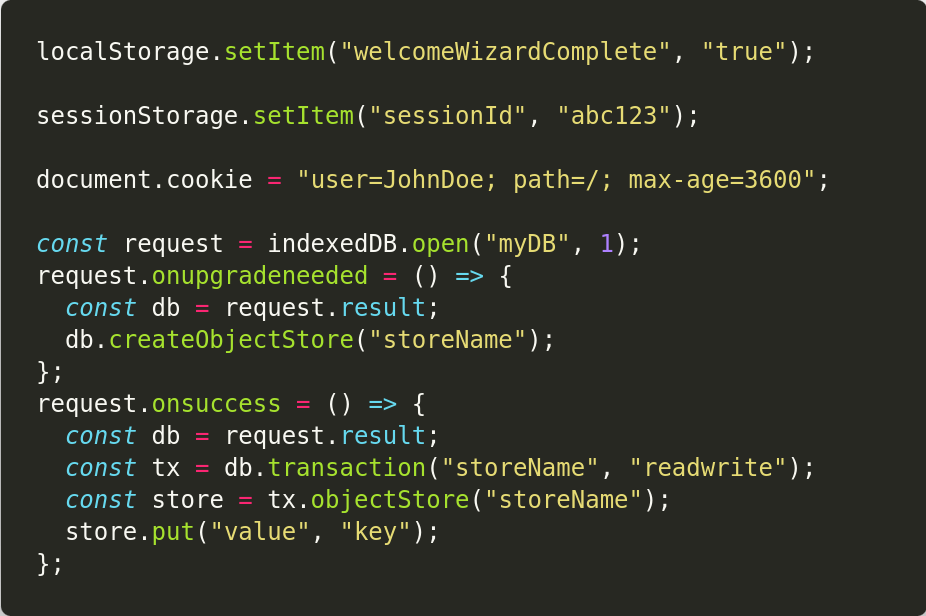 localStorage.setItem("welcomeWizardComplete", "true");

sessionStorage.setItem("sessionId", "abc123");

document.cookie = "user=JohnDoe; path=/; max-age=3600";

const request = indexedDB.open("myDB", 1);
request.onupgradeneeded = () => {
  const db = request.result;
  db.createObjectStore("storeName");
};
request.onsuccess = () => {
  const db = request.result;
  const tx = db.transaction("storeName", "readwrite");
  const store = tx.objectStore("storeName");
  store.put("value", "key");
};